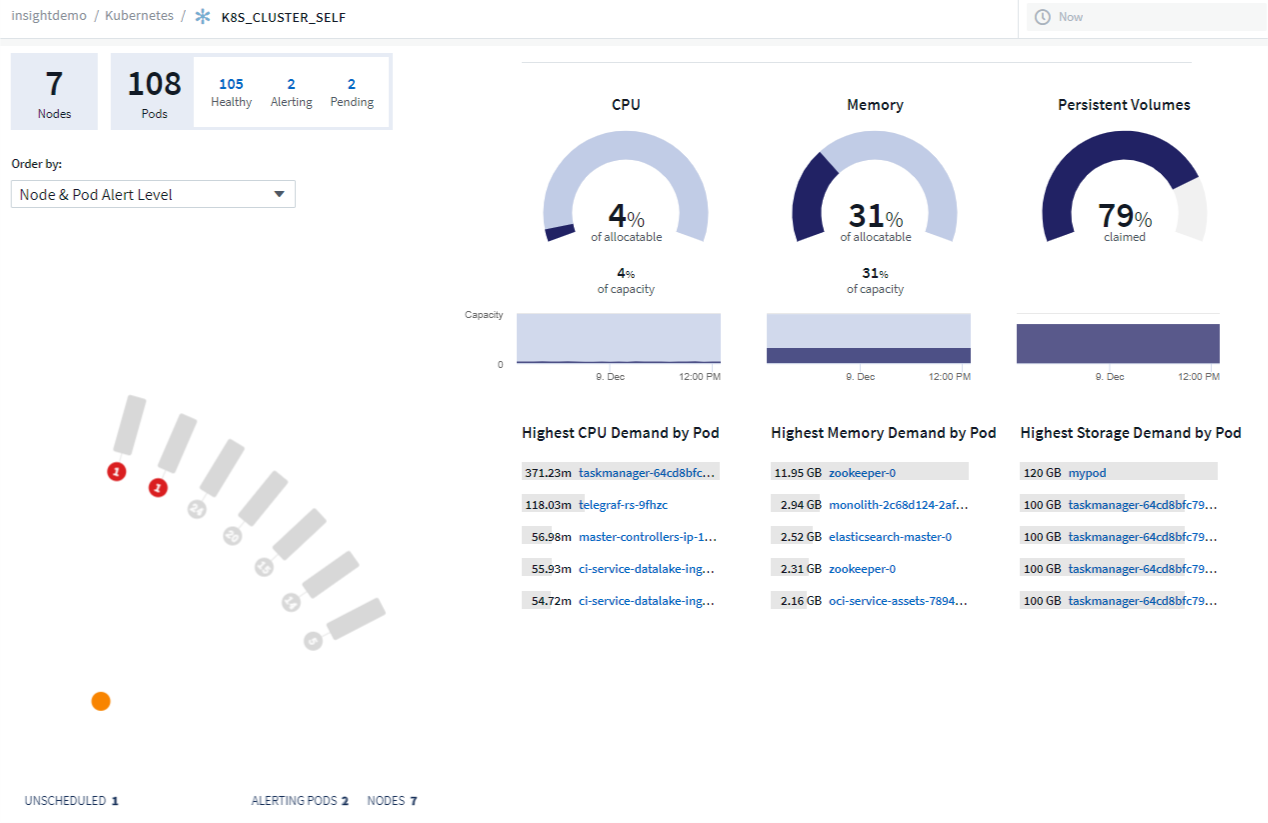 insightdemo / Kubernetes / K8S_CLUSTER_SELF
Now
7
Nodes
108
Pods
105
Healthy
2
Alerting
2
Pending
Order by:
Node & Pod Alert Level
1
1
24
14
5
UNSCHEDULED 1
ALERTING PODS 2
NODES 7
CPU
4%
of allocatable
4%
of capacity
Capacity
0
9. Dec
12:00 PM
Memory
31%
of allocatable
31%
of capacity
9. Dec
12:00 PM
Persistent Volumes
79%
claimed
9. Dec
12:00 PM
Highest CPU Demand by Pod
371.23m taskmanager-64cd8bfc...
118.03m telegraf-rs-9fhzc
56.98m master-controllers-ip-1...
55.93m ci-service-datalake-ing...
54.72m ci-service-datalake-ing...
Highest Memory Demand by Pod
11.95 GB zookeeper-0
2.94 GB monolith-2c68d124-2af...
2.52 GB elasticsearch-master-0
2.31 GB zookeeper-0
2.16 GB oci-service-assets-7894...
Highest Storage Demand by Pod
120 GB mypod
100 GB taskmanager-64cd8bfc79...
100 GB taskmanager-64cd8bfc79...
100 GB taskmanager-64cd8bfc79...
100 GB taskmanager-64cd8bfc79...